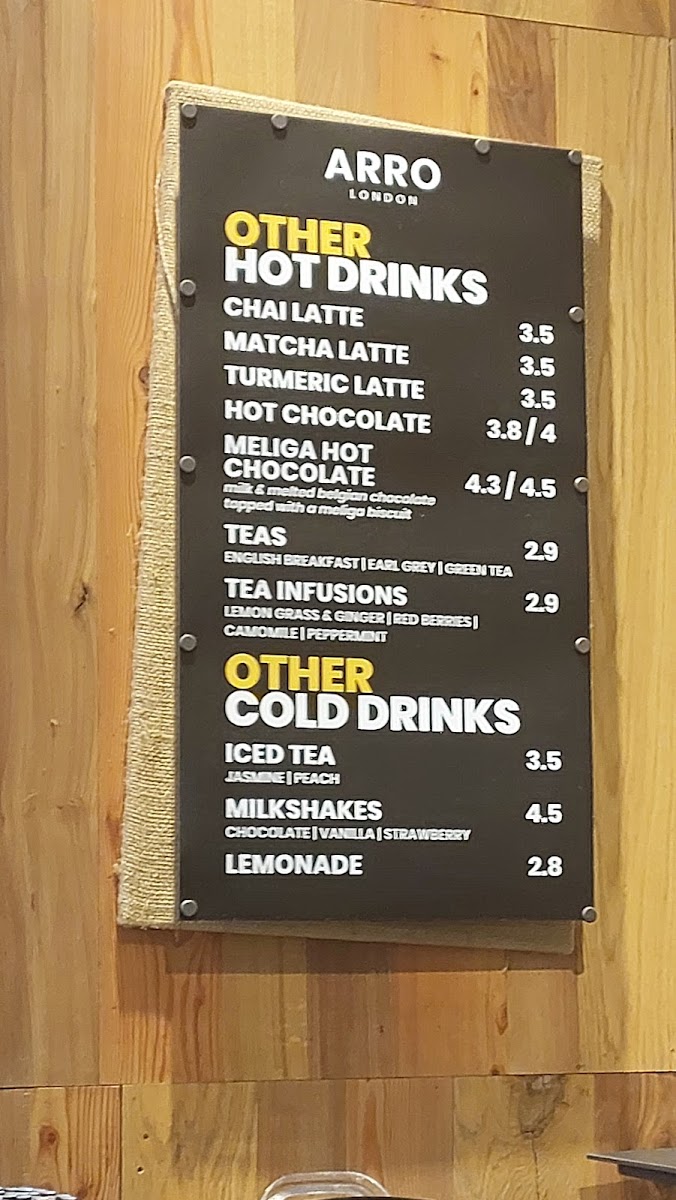 ARRO
LONDON
OTHER
HOT DRINKS
CHAI LATTE 3.5
MATCHA LATTE 3.5
TURMERIC LATTE 3.5
HOT CHOCOLATE 3.8 / 4
MELIGA HOT
CHOCOLATE 4.3 / 4.5
milk & melted belgian chocolate
topped with a meliga biscuit
TEAS 2.9
ENGLISH BREAKFAST | EARL GREY | GREEN TEA
TEA INFUSIONS 2.9
LEMON GRASS & GINGER | RED BERRIES |
CAMOMILE | PEPPERMINT
OTHER
COLD DRINKS
ICED TEA 3.5
JASMINE | PEACH
MILKSHAKES 4.5
CHOCOLATE | VANILLA | STRAWBERRY
LEMONADE 2.8